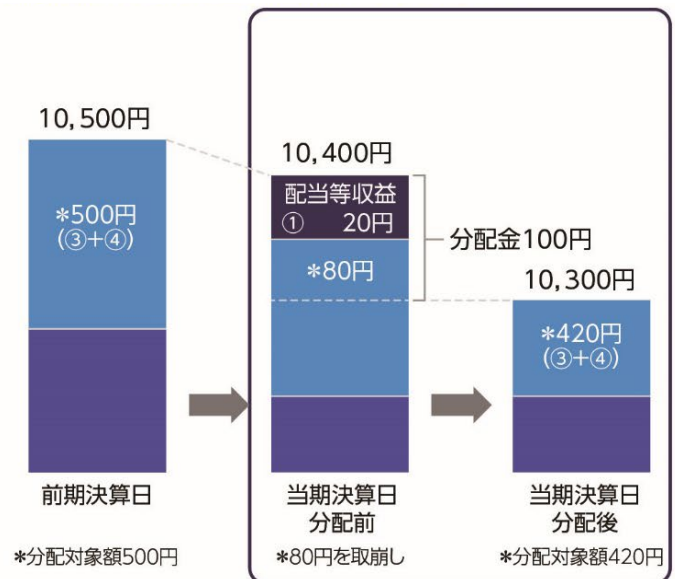 10,500円
*500円
(③+④)
前期決算日
*分配対象額500円
10,400円
配当等収益
① 20円
*80円
分配金100円
当期決算日
分配前
*80円を取崩し
10,300円
*420円
(③+④)
当期決算日
分配後
*分配対象額420円